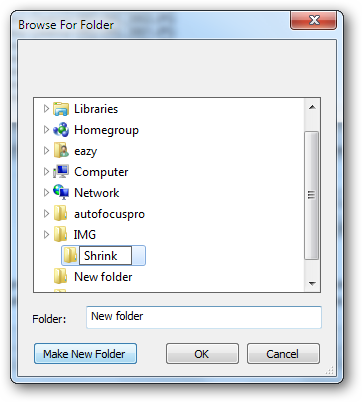 Browse For Folder
Libraries
Homegroup
eazy
Computer
Network
autofocuspro
IMG
Shrink
New folder
Folder: New folder
Make New Folder OK Cancel